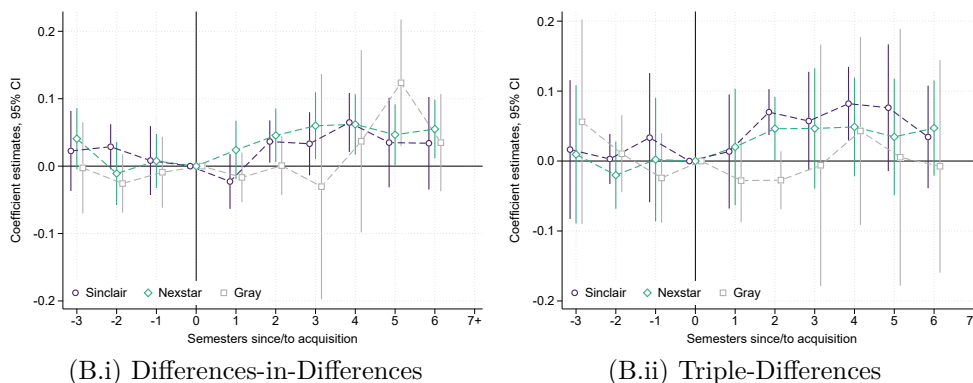 0.2
0.1
0.0
-0.1
-0.2
Coefficient estimates, 95% CI
Sinclair Nexstar Gray
-3 -2 -1 0 1 2 3 4 5 6 7+
Semesters since/to acquisition
(B.i) Differences-in-Differences
0.2
0.1
0.0
-0.1
-0.2
Coefficient estimates, 95% CI
Sinclair Nexstar Gray
-3 -2 -1 0 1 2 3 4 5 6 7
Semesters since/to acquisition
(B.ii) Triple-Differences